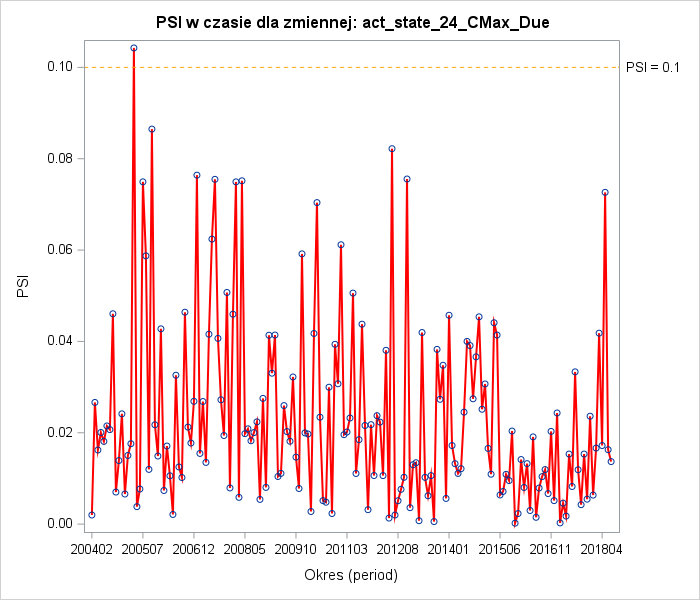 PSI w czasie dla zmiennej: act_state_24_CMax_Due
0.10
PSI = 0.1
0.08
0.06
PSI
0.04
0.02
0.00
200402 200507 200612 200805 200910 201103 201208 201401 201506 201611 201804
Okres (period)